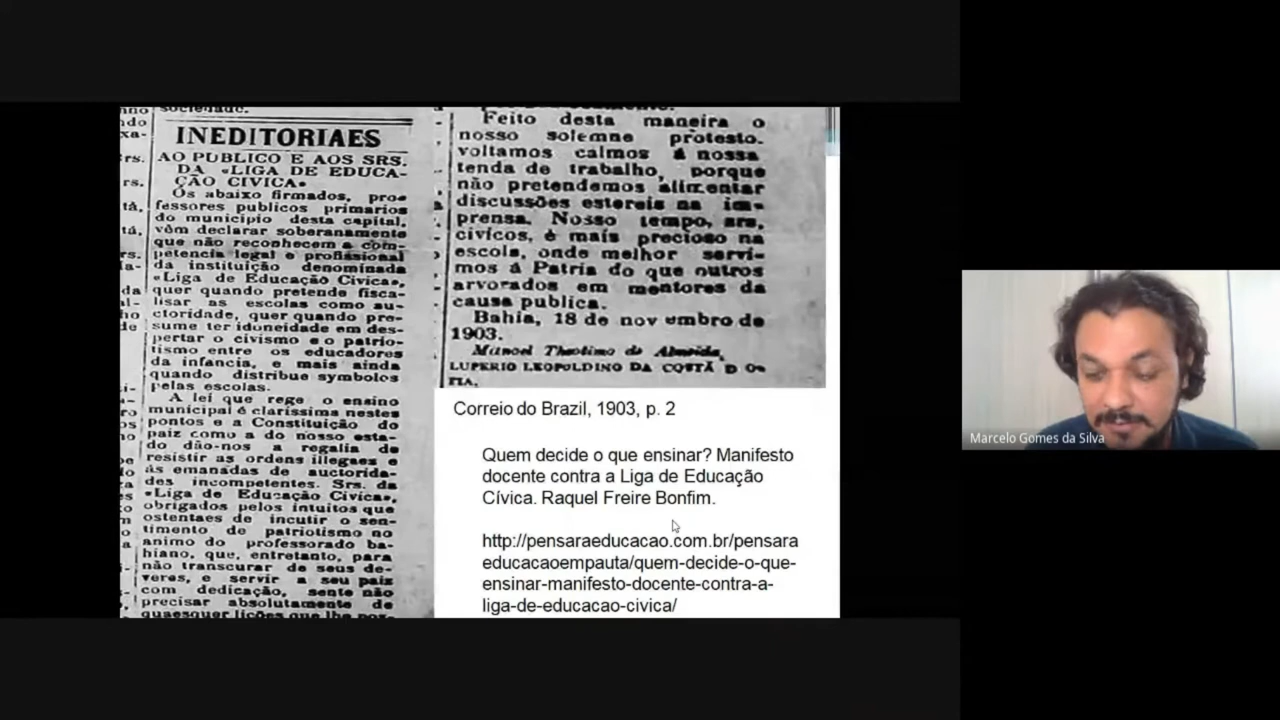 sociedade.
INEDITORIAES
AO PUBLICO E AOS SRS.
DA «LIGA DE EDUCA-
ÇÃO CIVICA»
Os abaixo firmados, pro-
fessores publicos primarios
do municipio desta capital,
vêm declarar soberanamente
que não reconhecem a com-
petencia legal e profissional
da instituição denominada
«Liga de Educação Civica»,
quer quando pretende fisca-
lisar as escolas como au-
ctoridade, quer quando pre-
sume ter idoneidade em des-
pertar o civismo e o patrio-
tismo entre os educadores
da infancia, e mais ainda
quando distribue symbolos
pelas escolas.
A lei que rege o ensino
municipal é clarissima nestes
pontos e a Constituição do
paiz como a do nosso esta-
do dão-nos a regalia de
resistir as ordens illegaes e
ás emanadas de auctorida-
des incompetentes. Srs. da
«Liga de Educação Civica»,
obrigados pelos intuitos que
ostentaes de incutir o sen-
timento de patriotismo no
animo do professorado ba-
hiano, que, entretanto, para
não transcurar de seus de-
veres, e servir a seu paiz
com dedicação, sente não
precisar absolutamente de
quaesquer lições que lhe pos-
Feito desta maneira o
nosso solemne protesto,
voltamos calmos á nossa
tenda de trabalho, porque
não pretendemos alimentar
discussões estereis na im-
prensa. Nosso tempo, srs.
civicos, é mais precioso na
escola, onde melhor servi-
mos á Patria do que outros
arvorados em mentores da
causa publica.
Bahia, 18 de novembro de
1903.
Manoel Theotimo de Almeida,
LUPERIO LEOPOLDINO DA COSTA
Correio do Brazil, 1903, p. 2
Quem decide o que ensinar? Manifesto
docente contra a Liga de Educação
Cívica. Raquel Freire Bonfim.
http://pensaraeducacao.com.br/pensara
educacaoempauta/quem-decide-o-que-
ensinar-manifesto-docente-contra-a-
liga-de-educacao-civica/
Marcelo Gomes da Silva